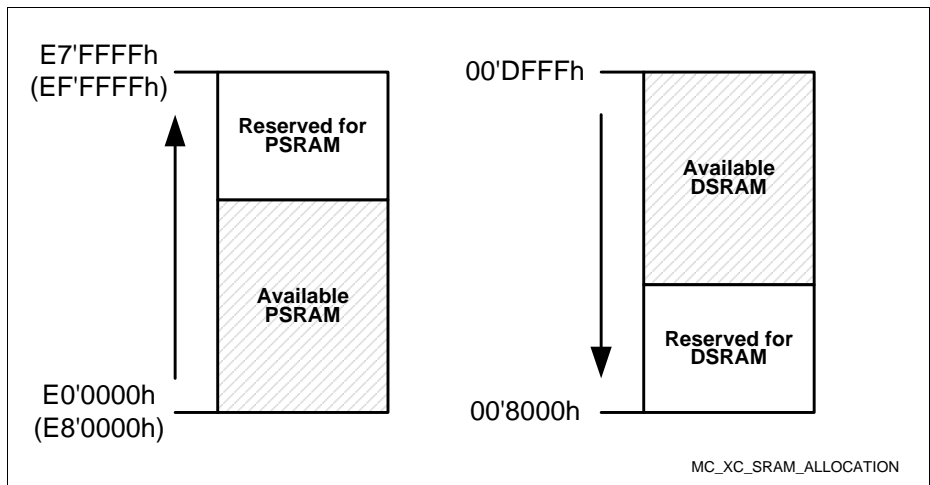 E7'FFFFh
(EF'FFFFh)
Reserved for
PSRAM
Available
PSRAM
E0'0000h
(E8'0000h)
00'DFFFh
Available
DSRAM
Reserved for
DSRAM
00'8000h
MC_XC_SRAM_ALLOCATION